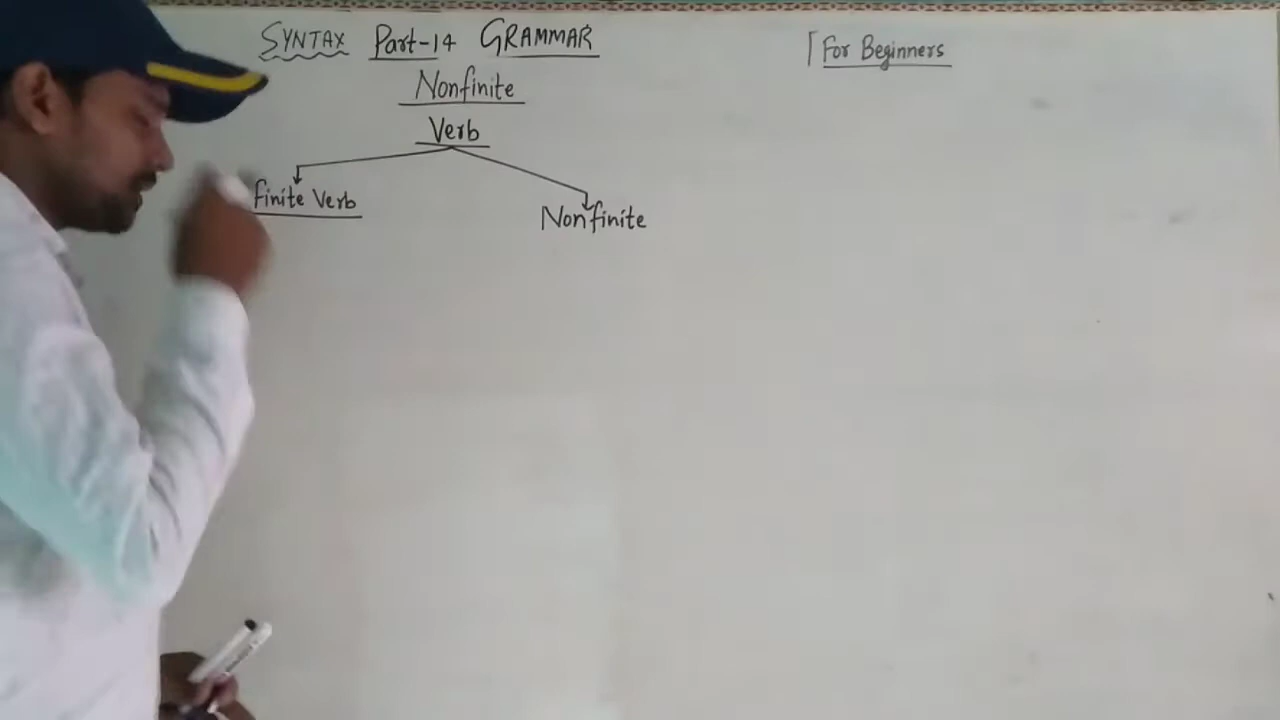 SYNTAX Part-14 GRAMMAR
For Beginners
Nonfinite
Verb
finite Verb
Nonfinite